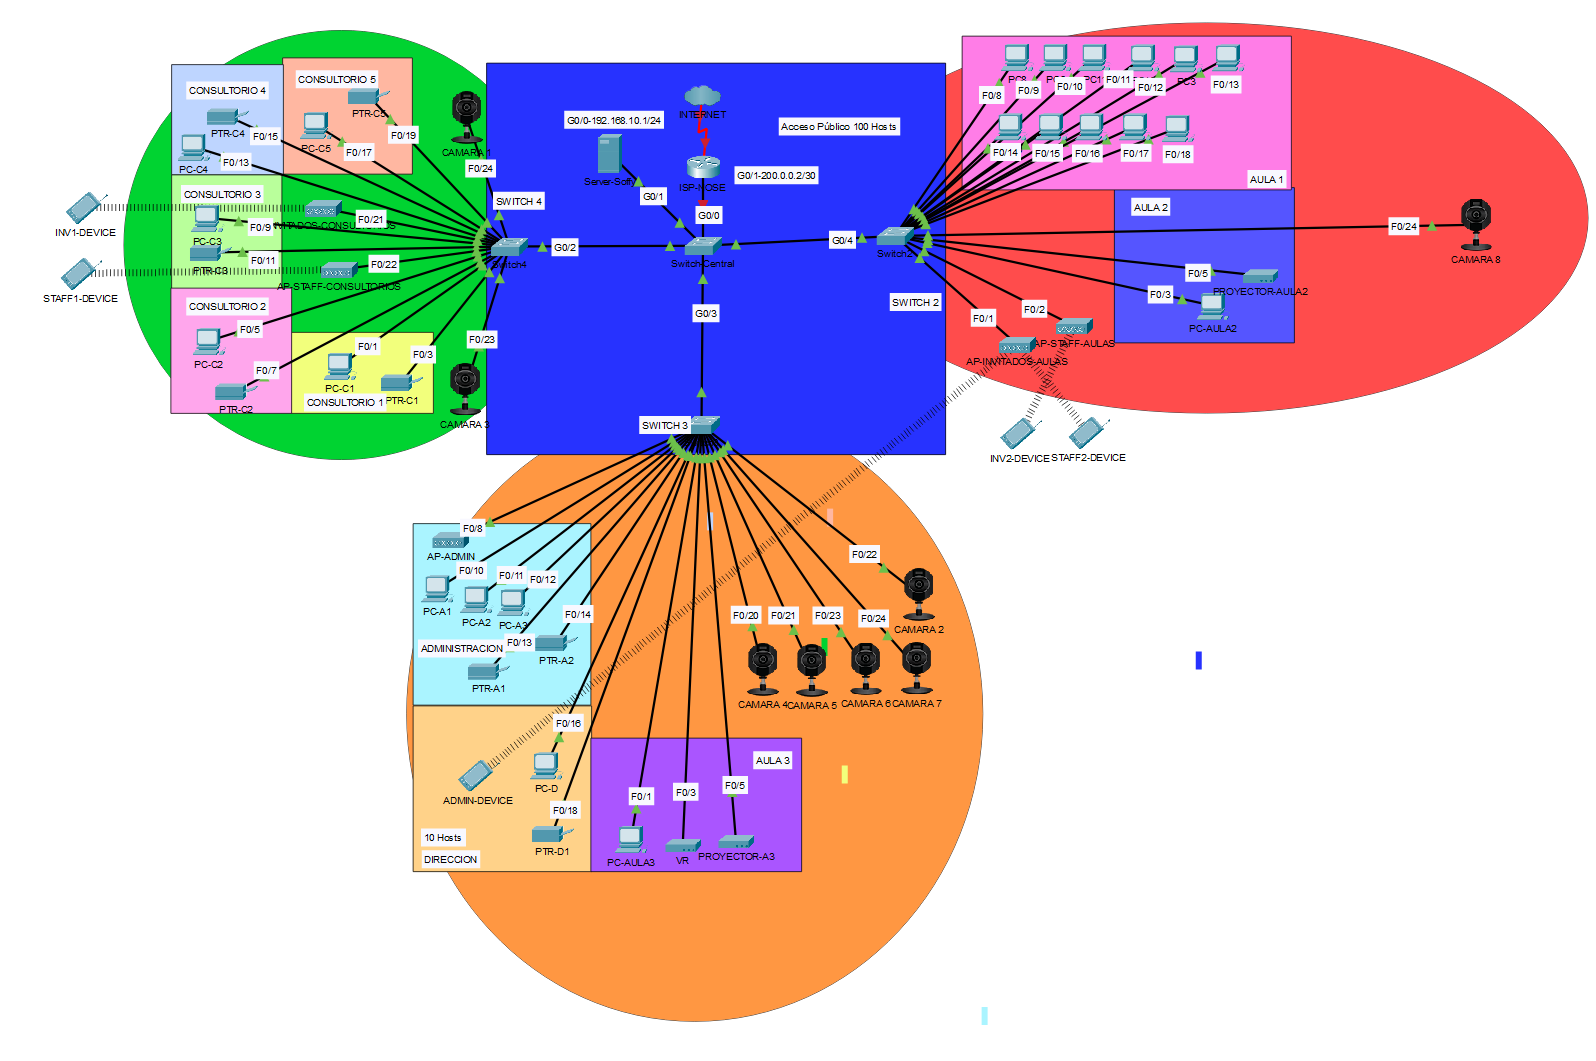 CONSULTORIO 4
CONSULTORIO 5
PTR-C4
PTR-C5
F0/15
F0/19
PC-C4
F0/13
PC-C5
F0/17
CAMARA 1
F0/24
CONSULTORIO 3
SWITCH 4
INV1-DEVICE
PC-C3
F0/9
F0/21
PTR-C3
F0/11
F0/22
STAFF1-DEVICE
AP-STAFF-CONSULTORIOS
CONSULTORIO 2
F0/5
PC-C2
F0/7
PTR-C2
F0/1
F0/3
PC-C1
PTR-C1
CONSULTORIO 1
F0/23
CAMARA 3
Switch4
G0/2
G0/0-192.168.10.1/24
INTERNET
Acceso Público 100 Hosts
ISP-NOSE
G0/1-200.0.0.2/30
G0/1
G0/0
Switch-Central
G0/4
Switch2
SWITCH 2
G0/3
SWITCH 3
PC3
F0/8
F0/9
F0/10
F0/11
F0/12
F0/13
F0/14
F0/15
F0/16
F0/17
F0/18
AULA 1
AULA 2
F0/24
CAMARA 8
F0/5
PROYECTOR-AULA2
F0/3
PC-AULA2
F0/2
F0/1
AP-STAFF-AULAS
AP-INVITADOS-AULAS
INV2-DEVICE
STAFF2-DEVICE
F0/8
AP-ADMIN
F0/10
F0/11
F0/12
PC-A1
PC-A2
PC-A3
F0/14
F0/13
ADMINISTRACION
PTR-A2
PTR-A1
F0/22
CAMARA 2
F0/20
F0/21
F0/23
F0/24
CAMARA 4
CAMARA 5
CAMARA 6
CAMARA 7
F0/16
PC-D
ADMIN-DEVICE
F0/18
PTR-D1
10 Hosts
DIRECCION
AULA 3
F0/1
F0/3
F0/5
PC-AULA3
VR
PROYECTOR-A3